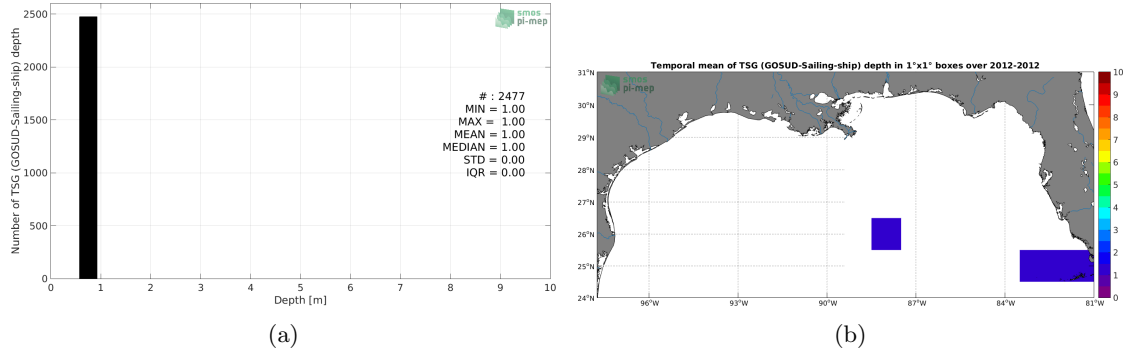 smos
pi-mep
2500
2000
1500
1000
500
0
Number of TSG (GOSUD-Sailing-ship) depth
# : 2477
MIN = 1.00
MAX = 1.00
MEAN = 1.00
MEDIAN = 1.00
STD = 0.00
IQR = 0.00
0 1 2 3 4 5 6 7 8 9 10
Depth [m]
(a)
Temporal mean of TSG (GOSUD-Sailing-ship) depth in 1°x1° boxes over 2012-2012
smos
pi-mep
31°N
30°N
29°N
28°N
27°N
26°N
25°N
24°N
96°W 93°W 90°W 87°W 84°W 81°W
10
9
8
7
6
5
4
3
2
1
0
(b)